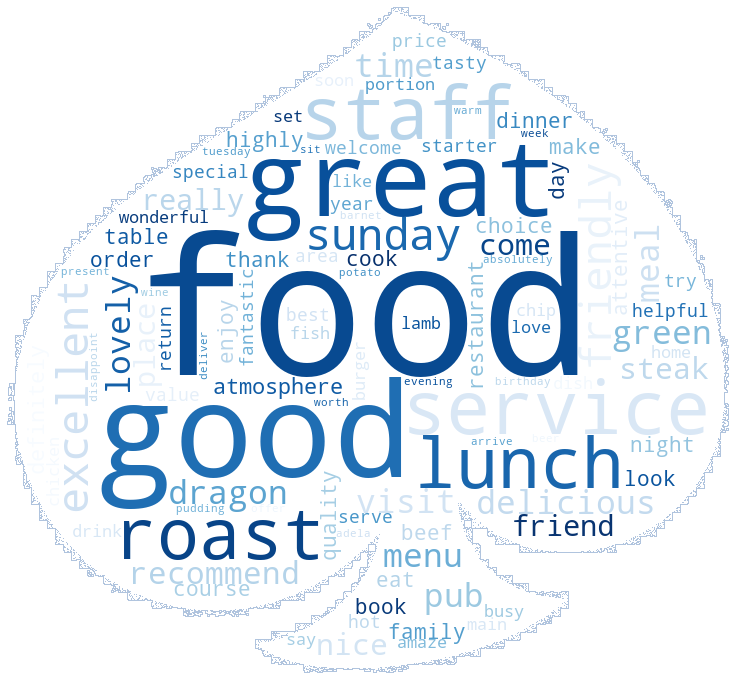 price
time tasty
soon portion
staff warm
set dinner
highly sit welcome starter week make
tuesday
special great like day
really year friendly
wonderful barnet choice attentive
table sunday come meal
order thank area cook absolutely
present food potato restaurant try
wine fantastic
lovely place return enjoy best lamb chip helpful
excellent deliver fish love green
disappoint burger home
definitely atmosphere evening birthday dish steak
value worth
good service
arrive beer night
chicken lunch look
dragon quality visit delicious
pudding
roast serve beef friend
drink adela
recommend menu
course eat pub
book busy
hot family main
say nice amaze